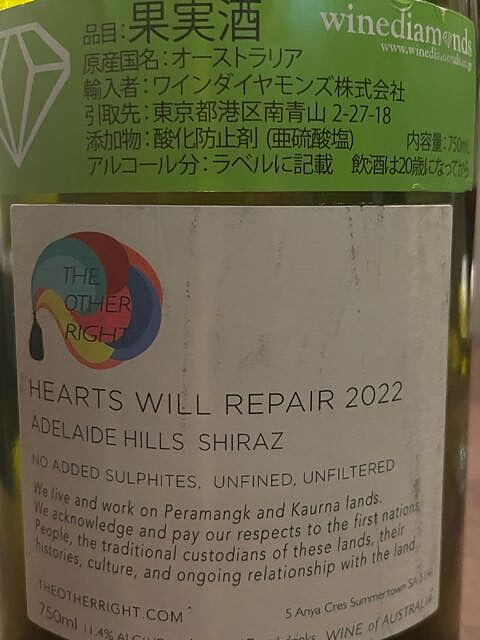 品目:果実酒
winediamonds
www.winediamonds.co.jp
原産国名:オーストラリア
輸入者:ワインダイヤモンズ株式会社
引取先:東京都港区南青山 2-27-18
添加物:酸化防止剤 (亜硫酸塩) 内容量:750mL
アルコール分:ラベルに記載 飲酒は20歳になってから
THE
OTHER
RIGHT
HEARTS WILL REPAIR 2022
ADELAIDE HILLS SHIRAZ
NO ADDED SULPHITES, UNFINED, UNFILTERED
We live and work on Peramangk and Kaurna lands.
We acknowledge and pay our respects to the first nations
People, the traditional custodians of these lands, their
histories, culture, and ongoing relationship with the land.
THEOTHERRIGHT.COM
5 Anya Cres Summertown SA
750ml 11.4% drinks WINE of AUSTRALIA